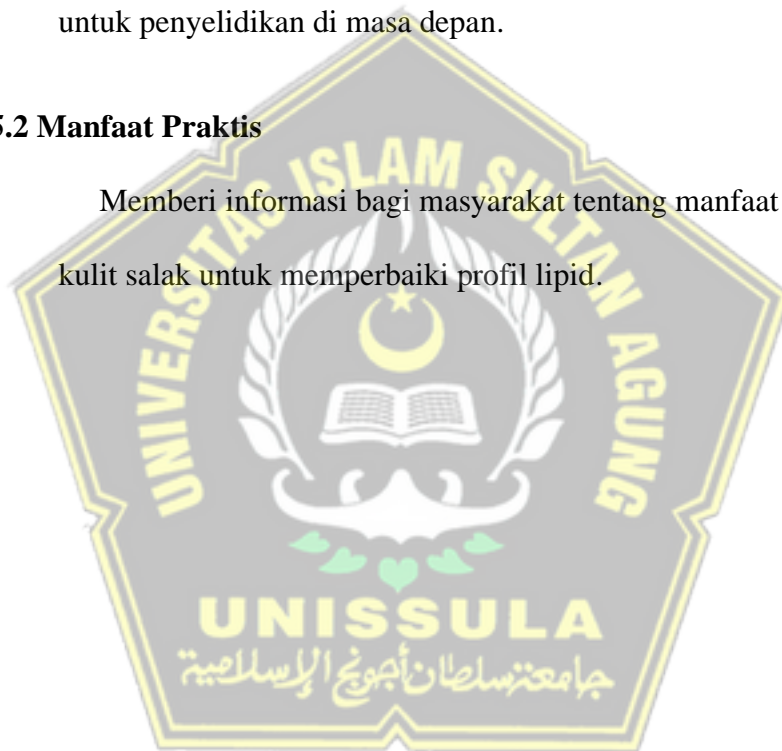 untuk penyelidikan di masa depan.
5.2 Manfaat Praktis
Memberi informasi bagi masyarakat tentang manfaat
kulit salak untuk memperbaiki profil lipid.
UNIVERSITAS ISLAM SULTAN AGUNG
UNISSULA
جامعة سلطان أجونج الإسلامية